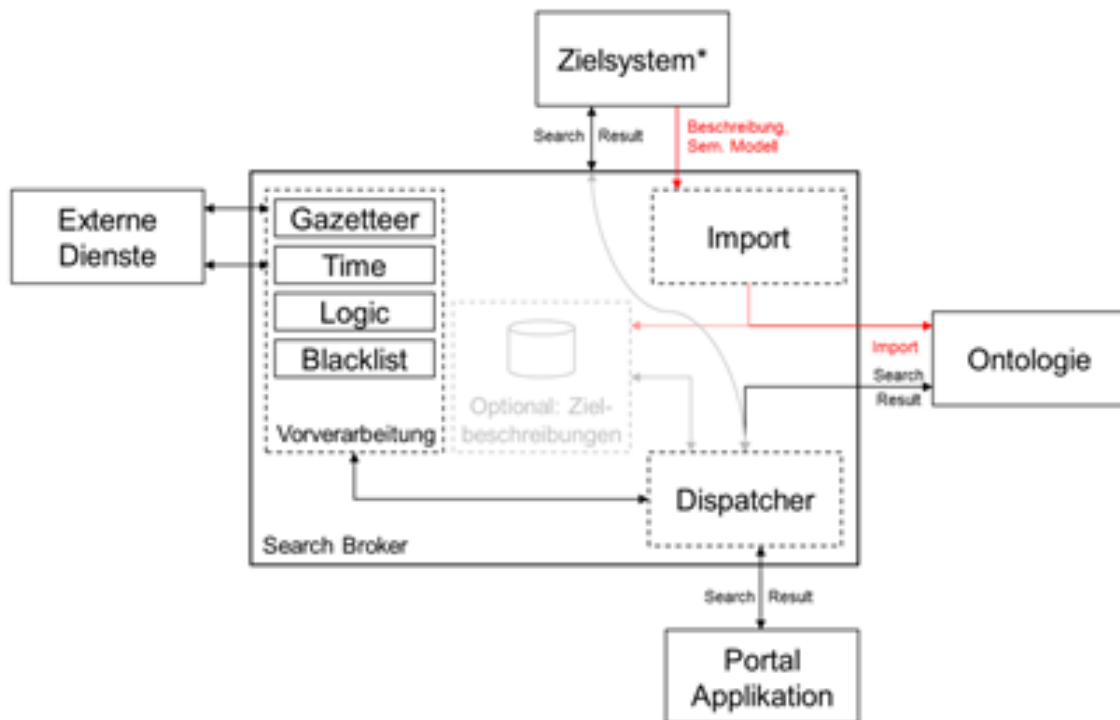 Zielsystem*
Search Result
Beschreibung,
Sem. Modell
Externe
Dienste
Gazetteer
Time
Logic
Blacklist
Vorverarbeitung
Import
Optional: Ziel-
beschreibungen
Import
Search
Result
Ontologie
Dispatcher
Search Broker
Search Result
Portal
Applikation